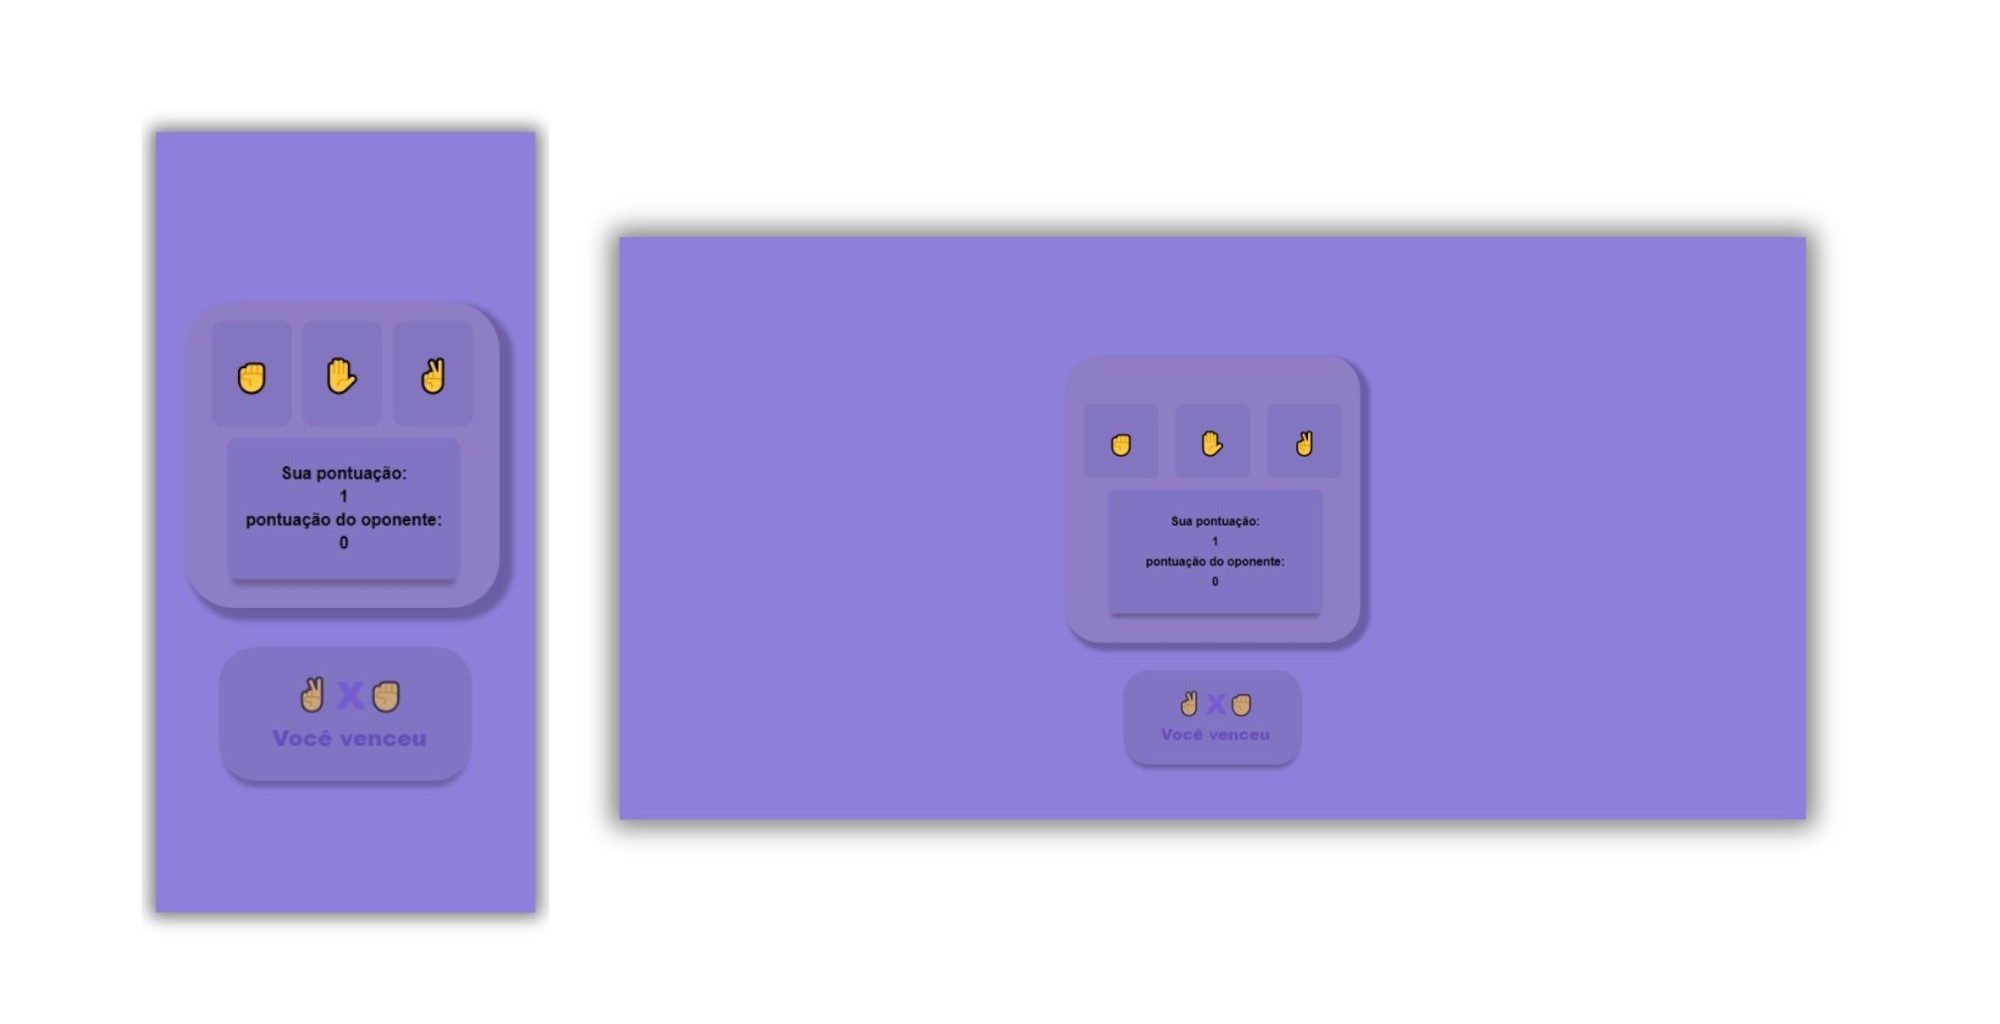 Sua pontuação:
1
pontuação do oponente:
0
X
Você venceu
Sua pontuação:
1
pontuação do oponente:
0
X
Você venceu